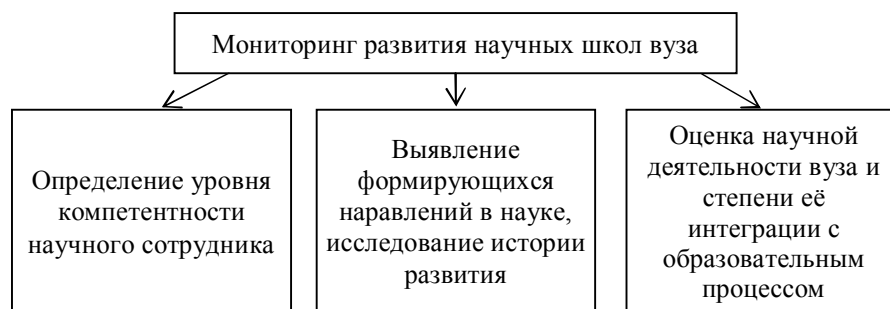 Мониторинг развития научных школ вуза
Определение уровня
компетентности
научного сотрудника
Выявление
формирующихся
наравлений в науке,
исследование истории
развития
Оценка научной
деятельности вуза и
степени её
интеграции с
образовательным
процессом